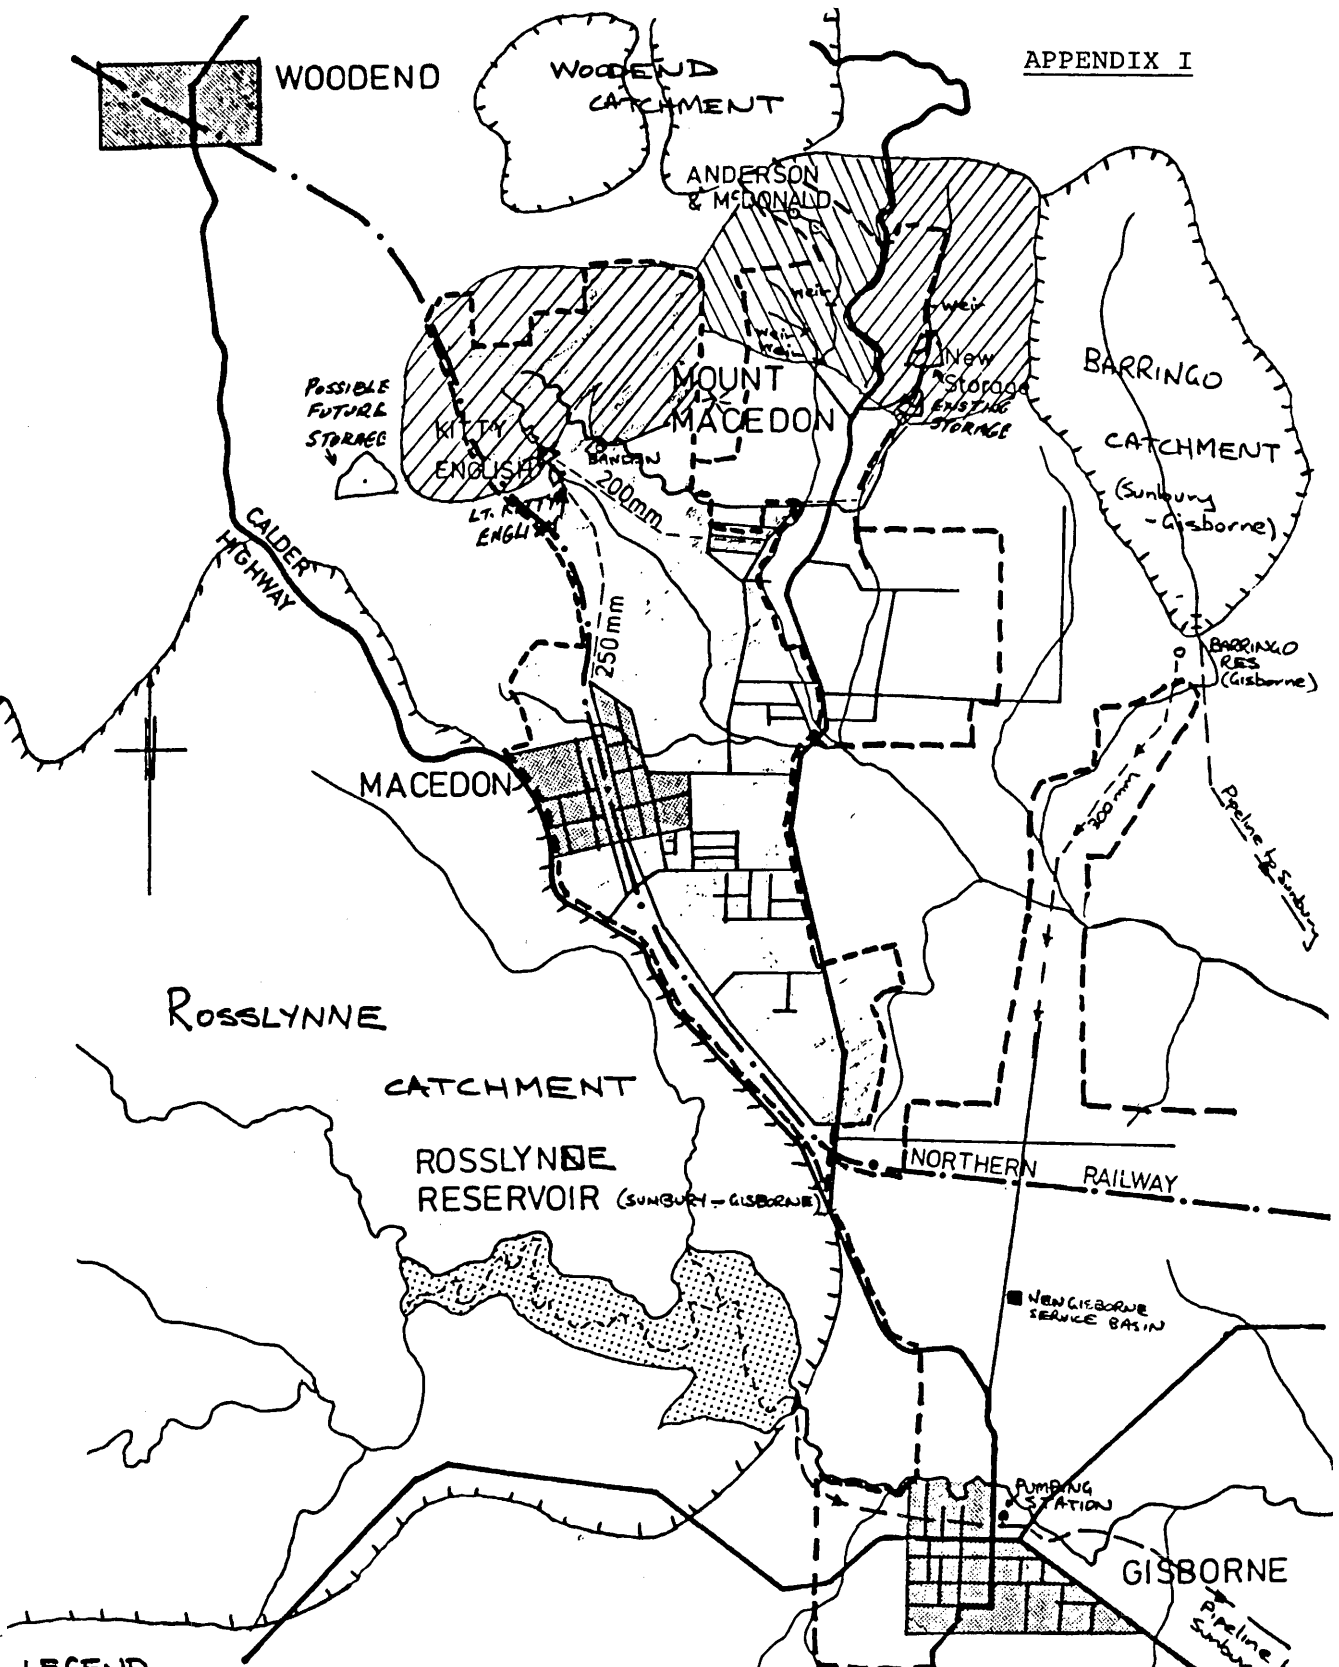 APPENDIX I
WOODEND
WOODEND
CATCHMENT
ANDERSON
& McDONALD
weir
weir
weir
weir
New
Storage
EXISTING
STORAGE
BARRINGO
CATCHMENT
(Sunbury
-Gisborne)
POSSIBLE
FUTURE
STORAGE
MOUNT
MACEDON
KITTY
ENGLISH
LT. KITTY
ENGLISH
200mm
CALDER
HIGHWAY
250mm
BARRINGO
RES
(Gisborne)
300mm
Pipeline to Sunbury
MACEDON
ROSSLYNNE
CATCHMENT
ROSSLYNNE
RESERVOIR (SUNBURY-GISBORNE)
NORTHERN RAILWAY
NEW GISBORNE
SERVICE BASIN
PUMPING
STATION
GISBORNE
Pipeline
Sunbury
LEGEND